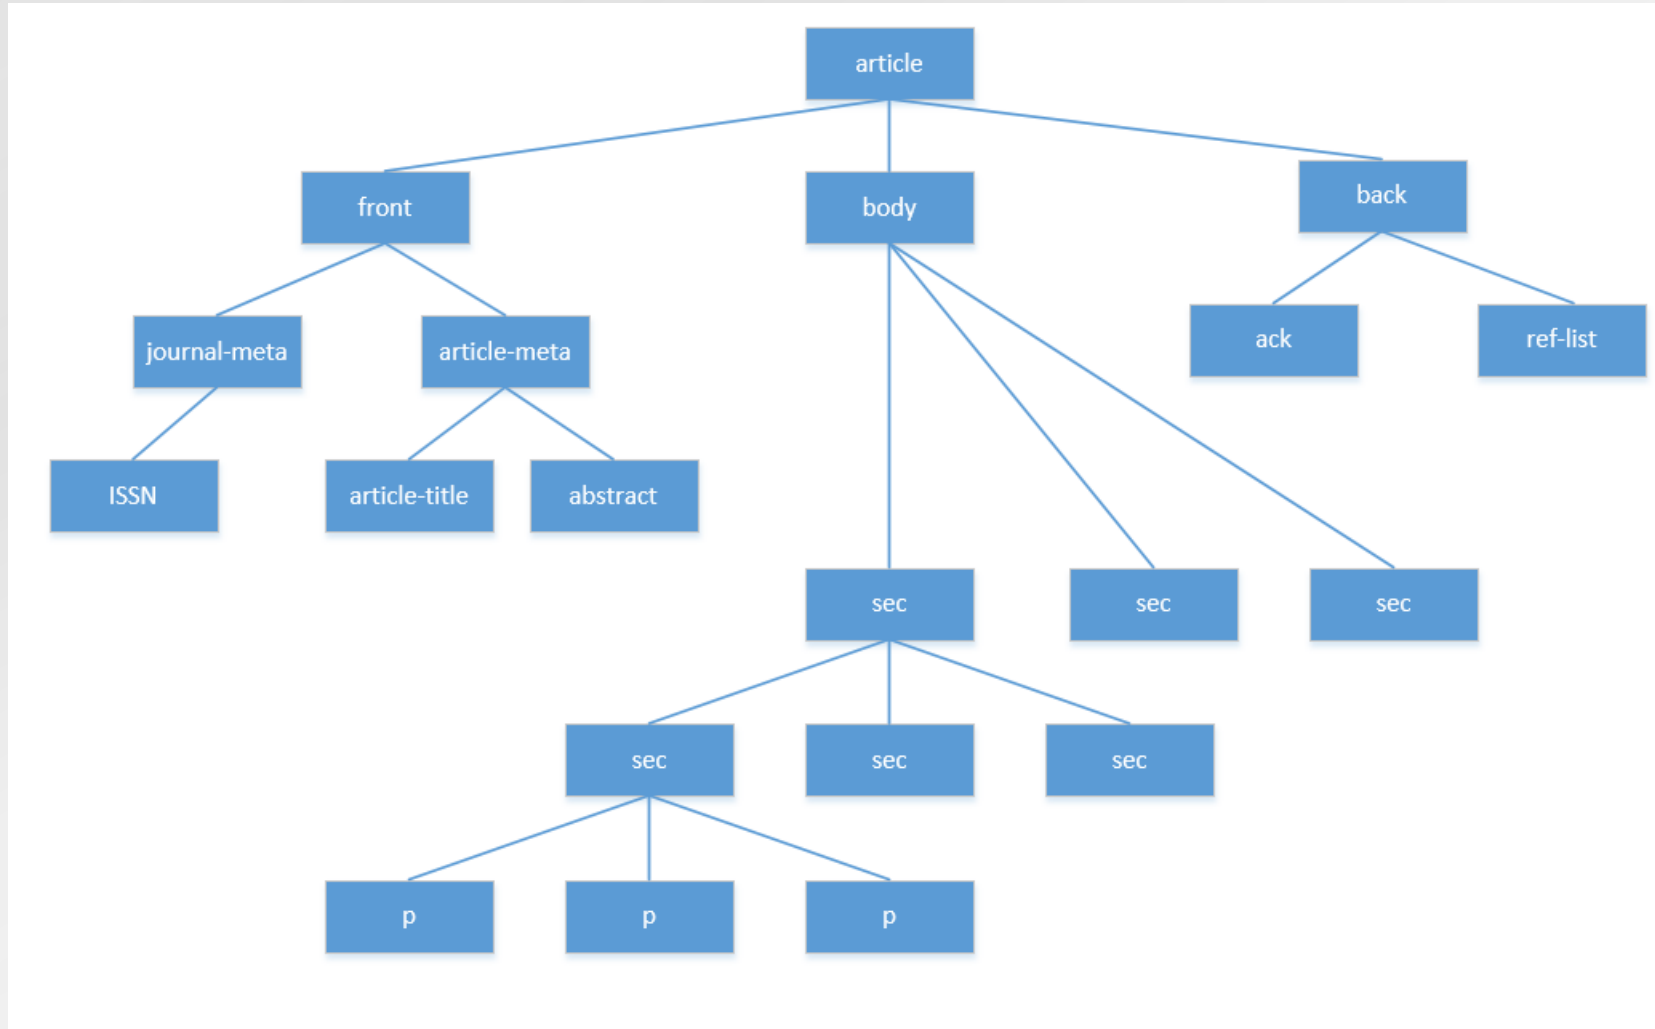 article
front
body
back
journal-meta
article-meta
ack
ref-list
ISSN
article-title
abstract
sec
sec
sec
sec
sec
sec
p
p
p